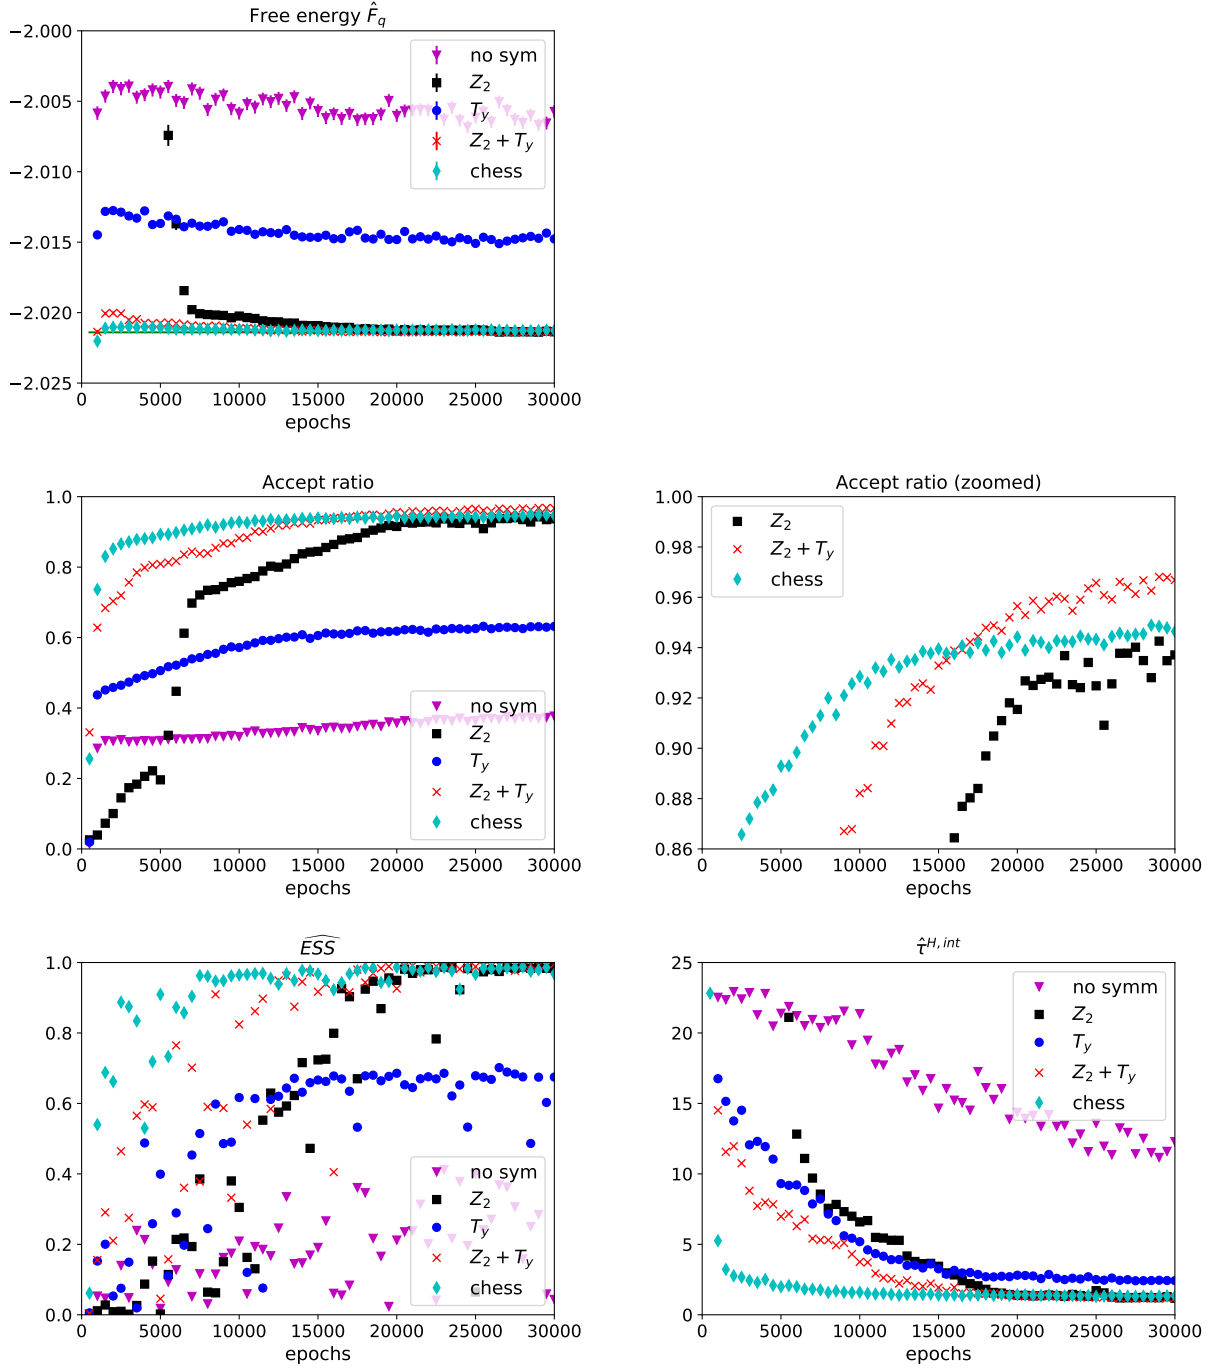 Free energy F̂_q
−2.000
−2.005
−2.010
−2.015
−2.020
−2.025
no sym
Z_2
T_y
Z_2 + T_y
chess
0 5000 10000 15000 20000 25000 30000
epochs
Accept ratio
1.0
0.8
0.6
0.4
0.2
0.0
no sym
Z_2
T_y
Z_2 + T_y
chess
0 5000 10000 15000 20000 25000 30000
epochs
Accept ratio (zoomed)
1.00
0.98
0.96
0.94
0.92
0.90
0.88
0.86
Z_2
Z_2 + T_y
chess
0 5000 10000 15000 20000 25000 30000
epochs
\widehat{ESS}
1.0
0.8
0.6
0.4
0.2
0.0
no sym
Z_2
T_y
Z_2 + T_y
chess
0 5000 10000 15000 20000 25000 30000
epochs
τ̂^{H, int}
25
20
15
10
5
0
no symm
Z_2
T_y
Z_2 + T_y
chess
0 5000 10000 15000 20000 25000 30000
epochs